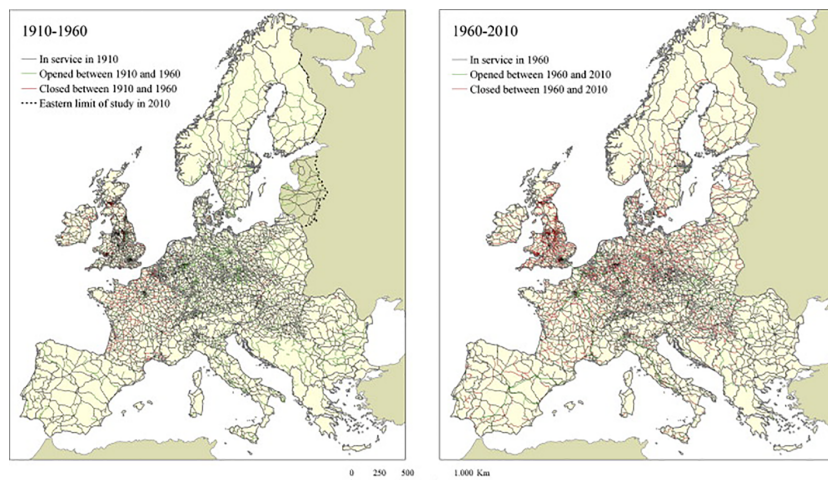 1910-1960
In service in 1910
Opened between 1910 and 1960
Closed between 1910 and 1960
Eastern limit of study in 2010
1960-2010
In service in 1960
Opened between 1960 and 2010
Closed between 1960 and 2010
0 250 500 1.000 Km